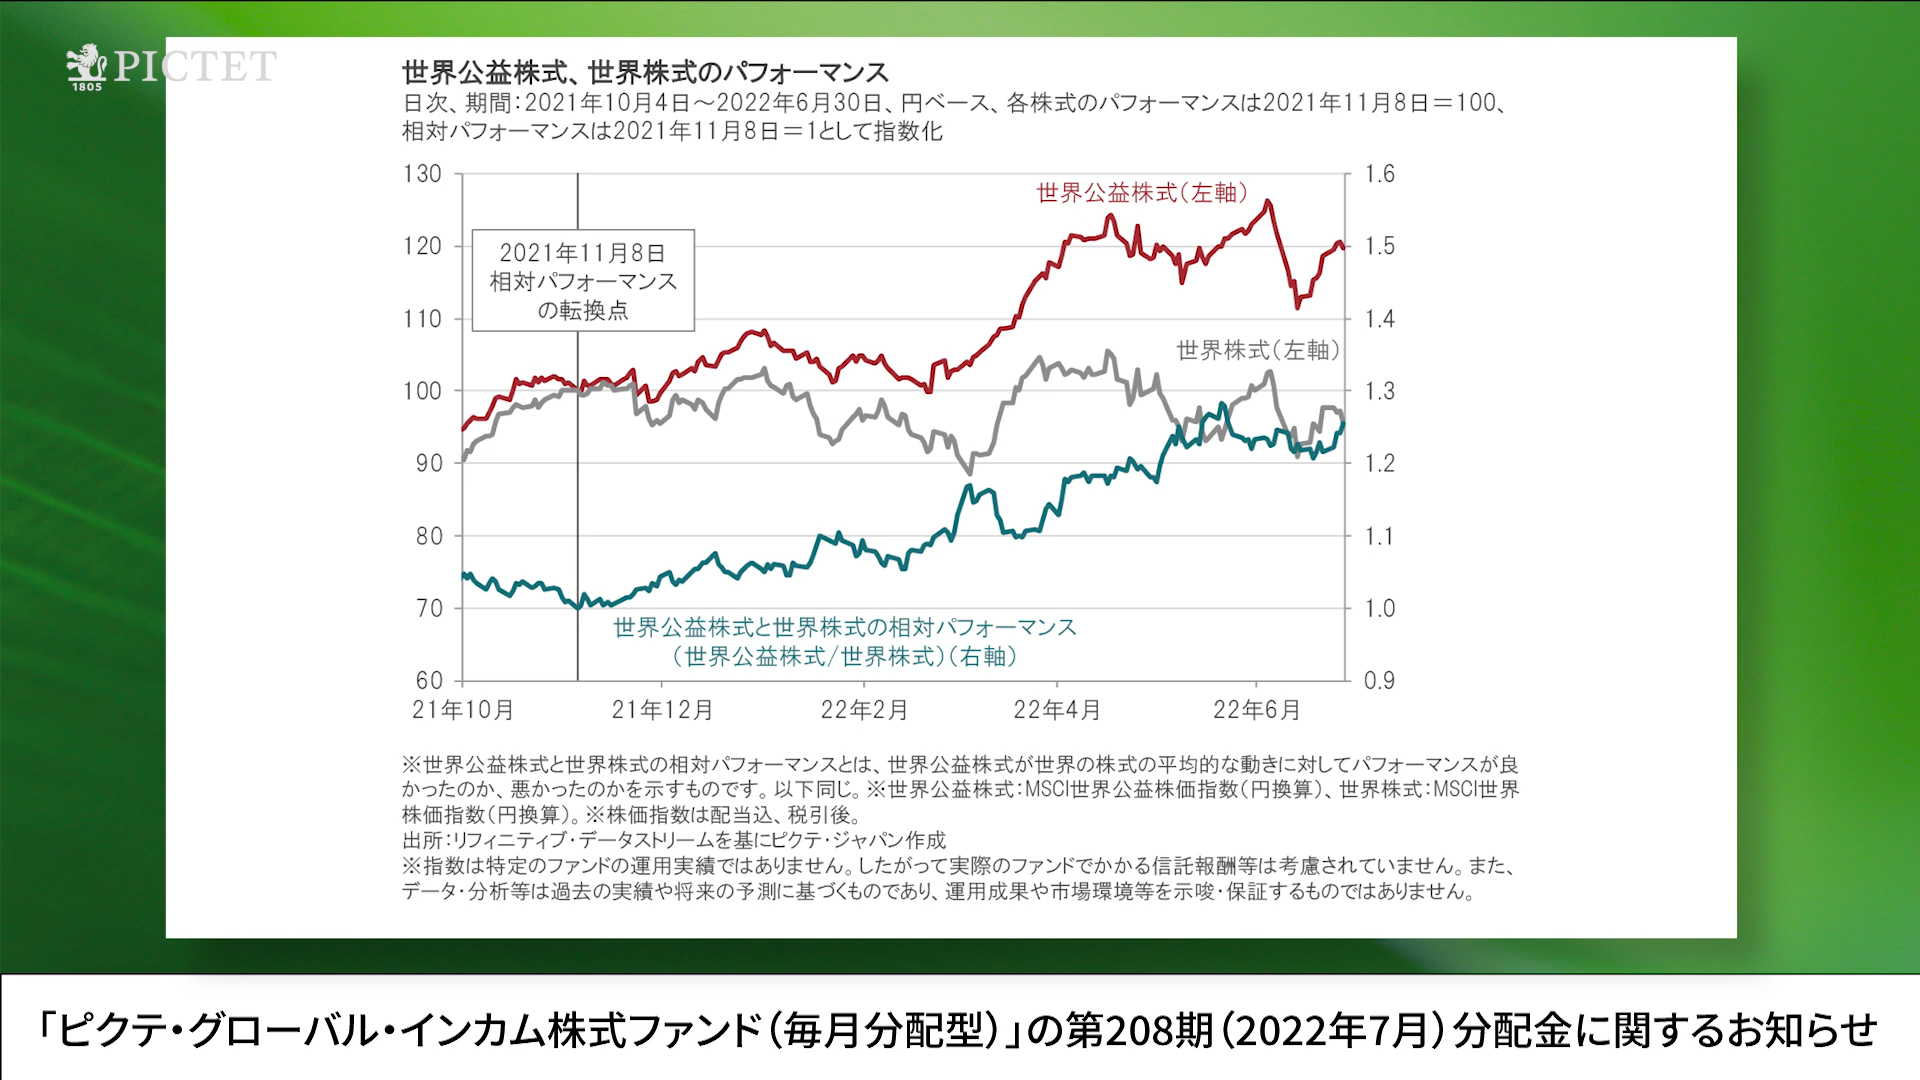 PICTET
1805
世界公益株式、世界株式のパフォーマンス
日次、期間：2021年10月4日～2022年6月30日、円ベース、各株式のパフォーマンスは2021年11月8日＝100、
相対パフォーマンスは2021年11月8日＝1として指数化
130
120
110
100
90
80
70
60
1.6
1.5
1.4
1.3
1.2
1.1
1.0
0.9
世界公益株式（左軸）
2021年11月8日
相対パフォーマンス
の転換点
世界株式（左軸）
世界公益株式と世界株式の相対パフォーマンス
（世界公益株式/世界株式）（右軸）
21年10月 21年12月 22年2月 22年4月 22年6月
※世界公益株式と世界株式の相対パフォーマンスとは、世界公益株式が世界の株式の平均的な動きに対してパフォーマンスが良
かったのか、悪かったのかを示すものです。以下同じ。※世界公益株式：MSCI世界公益株価指数（円換算）、世界株式：MSCI世界
株価指数（円換算）。※株価指数は配当込、税引後。
出所：リフィニティブ・データストリームを基にピクテ・ジャパン作成
※指数は特定のファンドの運用実績ではありません。したがって実際のファンドでかかる信託報酬等は考慮されていません。また、
データ・分析等は過去の実績や将来の予測に基づくものであり、運用成果や市場環境等を示唆・保証するものではありません。
「ピクテ・グローバル・インカム株式ファンド（毎月分配型）」の第208期（2022年7月）分配金に関するお知らせ